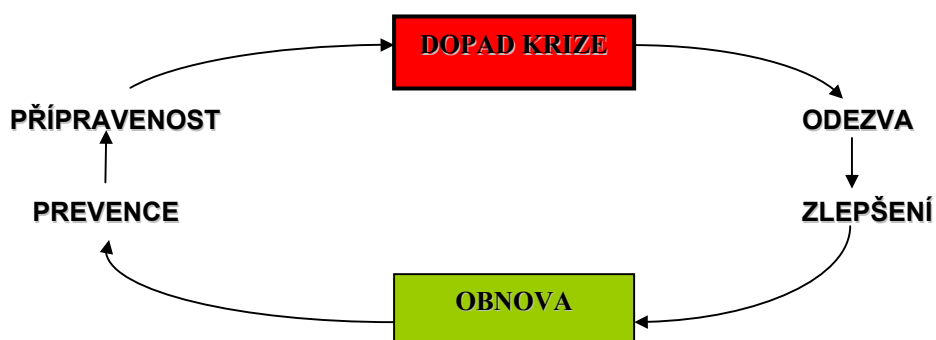 DOPAD KRIZE
PŘÍPRAVENOST
ODEZVA
PREVENCE
ZLEPŠENÍ
OBNOVA